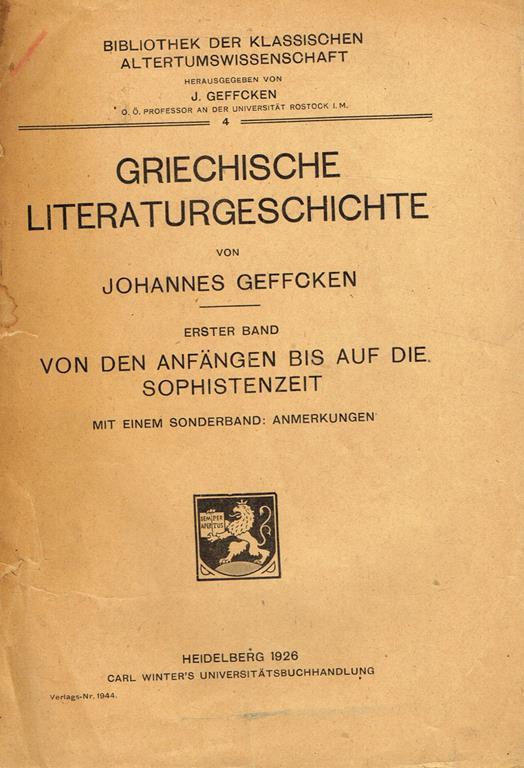 BIBLIOTHEK DER KLASSISCHEN
ALTERTUMSWISSENSCHAFT
HERAUSGEGEBEN VON
J. GEFFCKEN
O. Ö. PROFESSOR AN DER UNIVERSITÄT ROSTOCK I. M.
4
GRIECHISCHE
LITERATURGESCHICHTE
VON
JOHANNES GEFFCKEN
ERSTER BAND
VON DEN ANFÄNGEN BIS AUF DIE
SOPHISTENZEIT
MIT EINEM SONDERBAND: ANMERKUNGEN
SEMPER
APERTUS
HEIDELBERG 1926
CARL WINTER'S UNIVERSITÄTSBUCHHANDLUNG
Verlags-Nr. 1944.